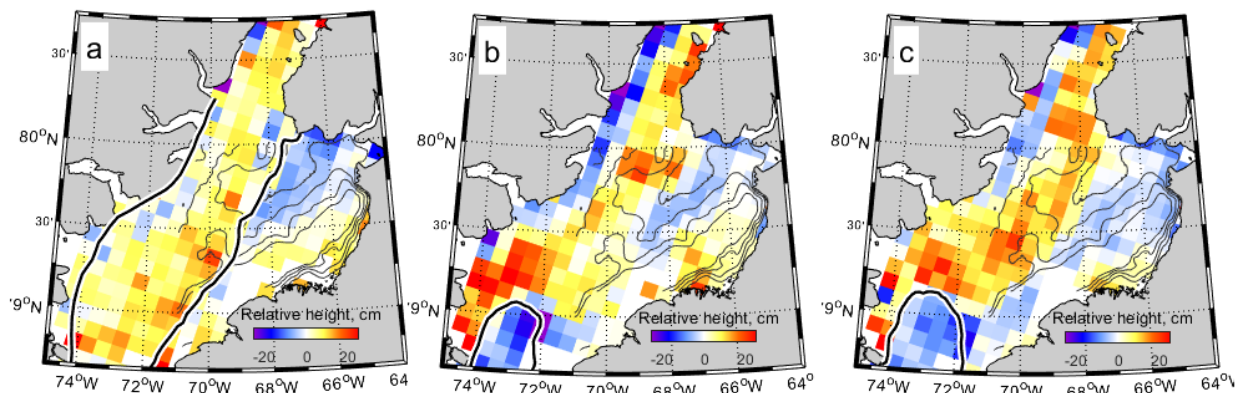 a
b
c
30'
80°N
30'
'9°N
Relative height, cm
-20 0 20
74°W 72°W 70°W 68°W 66°W 64
30'
80°N
30'
'9°N
Relative height, cm
-20 0 20
74°W 72°W 70°W 68°W 66°W 64°
30'
80°N
30'
'9°N
Relative height, cm
-20 0 20
74°W 72°W 70°W 68°W 66°W 64°W